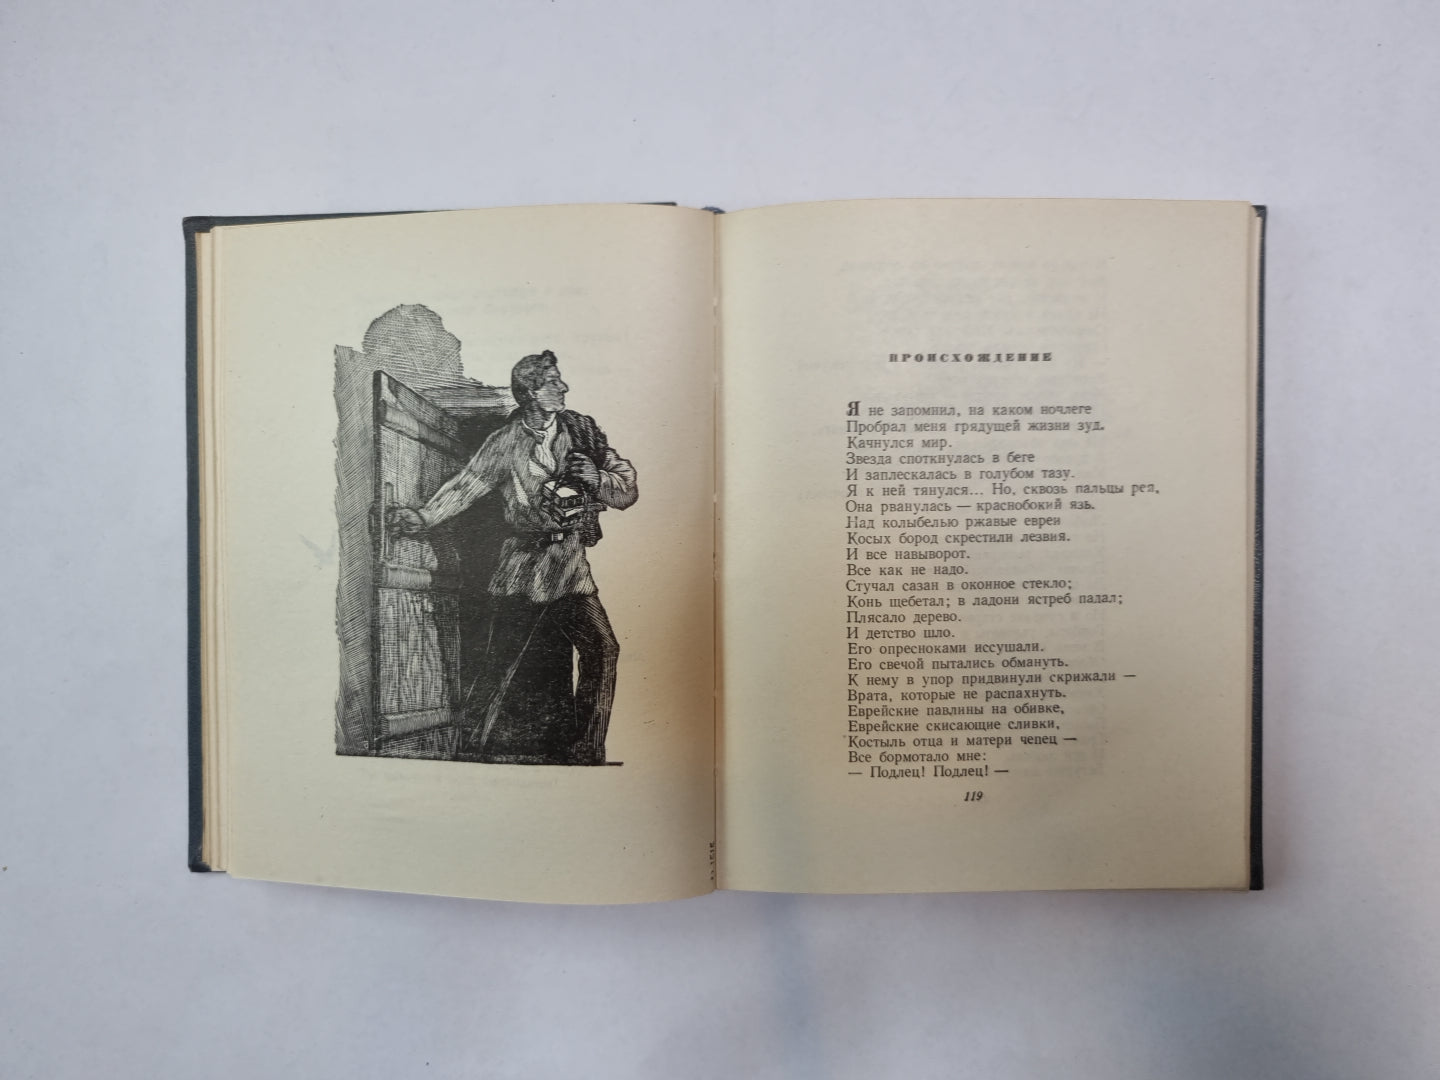 ПРОИСХОЖДЕНИЕ
Я не запомнил, на каком ночлеге
Пробрал меня грядущей жизни зуд.
Качнулся мир.
Звезда споткнулась в беге
И заплескалась в голубом тазу.
Я к ней тянулся... Но, сквозь пальцы рея,
Она рванулась — краснобокий язь.
Над колыбелью ржавые евреи
Косых бород скрестили лезвия.
И все навыворот.
Все как не надо.
Стучал сазан в оконное стекло;
Конь щебетал; в ладони ястреб падал;
Плясало дерево.
И детство шло.
Его опресноками иссушали.
Его свечой пытались обмануть.
К нему в упор придвинули скрижали —
Врата, которые не распахнуть.
Еврейские павлины на обивке,
Еврейские скисающие сливки,
Костыль отца и матери чепец —
Все бормотало мне:
— Подлец! Подлец! —
119